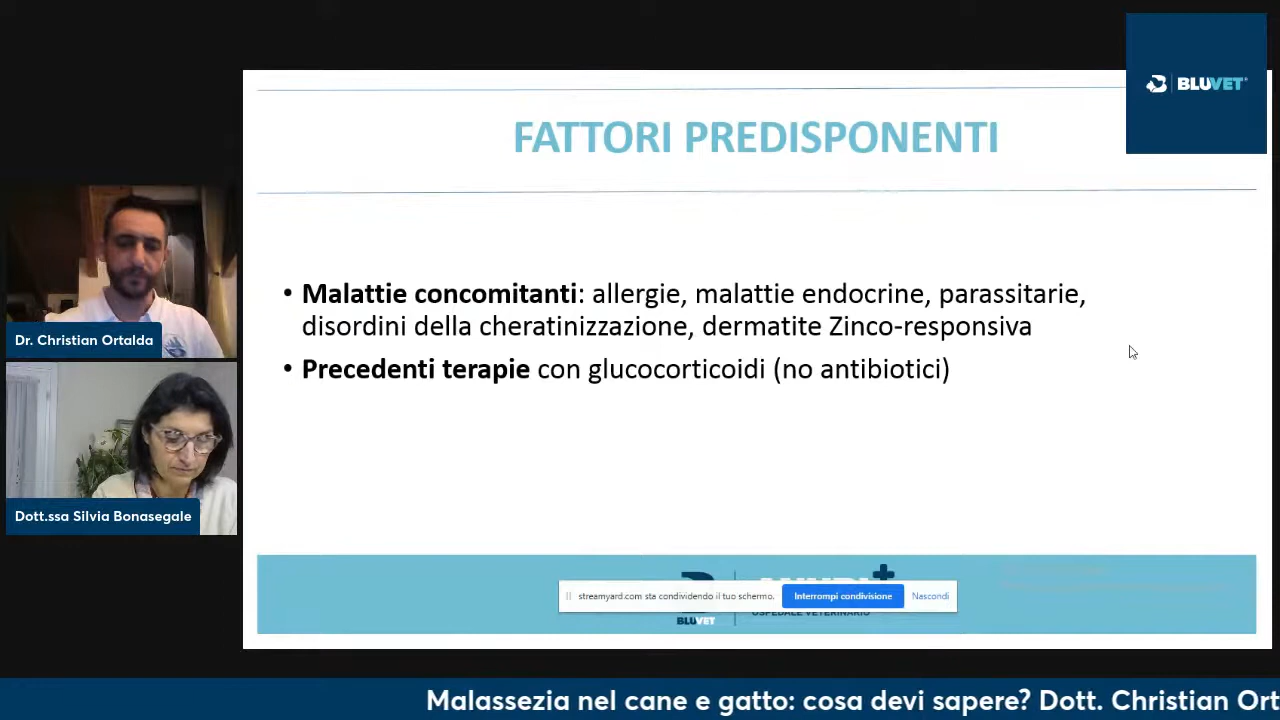 BLUVET
FATTORI PREDISPONENTI
• Malattie concomitanti: allergie, malattie endocrine, parassitarie,
disordini della cheratinizzazione, dermatite Zinco-responsiva
• Precedenti terapie con glucocorticoidi (no antibiotici)
Dr. Christian Ortalda
Dott.ssa Silvia Bonasegale
streamyard.com sta condividendo il tuo schermo.
Interrompi condivisione
Nascondi
BLUVET
OSPEDALE VETERINARIO
Malassezia nel cane e gatto: cosa devi sapere? Dott. Christian Ort